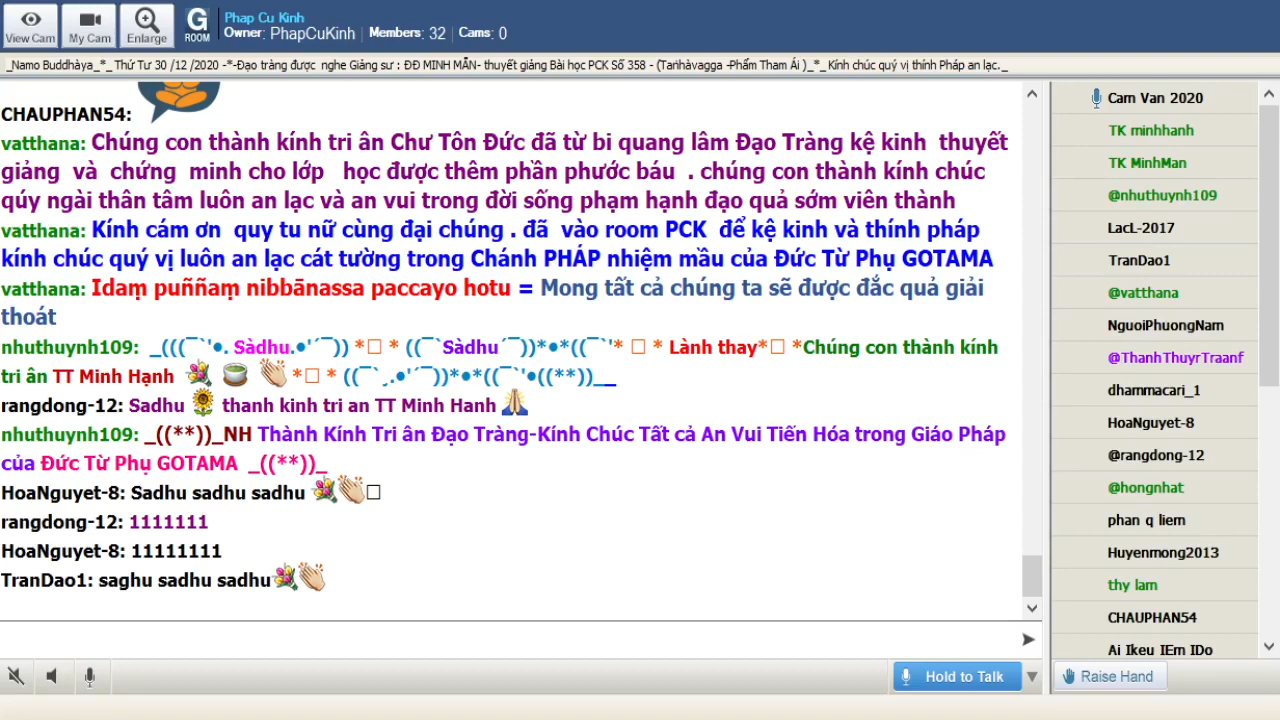 View Cam
My Cam
Enlarge
G
ROOM
Phap Cu Kinh
Owner: PhapCuKinh | Members: 32 | Cams: 0
_Namo Buddhàya_*_ Thứ Tư 30 /12 /2020 -*-Đạo tràng được nghe Giảng sư : ĐĐ MINH MẪN- thuyết giảng Bài học PCK Số 358 - (Taṇhàvagga -Phẩm Tham Ái )_*_ Kính chúc quý vị thính Pháp an lạc._
CHAUPHAN54:
vatthana: Chúng con thành kính tri ân Chư Tôn Đức đã từ bi quang lâm Đạo Tràng kệ kinh thuyết
giảng và chứng minh cho lớp học được thêm phần phước báu . chúng con thành kính chúc
qúy ngài thân tâm luôn an lạc và an vui trong đời sống phạm hạnh đạo quả sớm viên thành
vatthana: Kính cám ơn quy tu nữ cùng đại chúng . đã vào room PCK để kệ kinh và thính pháp
kính chúc quý vị luôn an lạc cát tường trong Chánh PHÁP nhiệm mầu của Đức Từ Phụ GOTAMA
vatthana: Idaṃ puññaṃ nibbānassa paccayo hotu = Mong tất cả chúng ta sẽ được đắc quả giải
thoát
nhuthuynh109: _(((¯`'•. Sàdhu.•'´¯)) *□ * ((¯`Sàdhu´¯))*•*((¯`'* □ * Lành thay*□ *Chúng con thành kính
tri ân TT Minh Hạnh 💐 🍵 👏 *□ * ((¯`¸.•'´¯))*•*((¯`'•((**))__
rangdong-12: Sadhu 🌻 thanh kinh tri an TT Minh Hanh 🙏
nhuthuynh109: _((**))_NH Thành Kính Tri ân Đạo Tràng-Kính Chúc Tất cả An Vui Tiến Hóa trong Giáo Pháp
của Đức Từ Phụ GOTAMA _((**))_
HoaNguyet-8: Sadhu sadhu sadhu 💐👏□
rangdong-12: 1111111
HoaNguyet-8: 11111111
TranDao1: saghu sadhu sadhu💐👏
Cam Van 2020
TK minhhanh
TK MinhMan
@nhuthuynh109
LacL-2017
TranDao1
@vatthana
NguoiPhuongNam
@ThanhThuyrTraanf
dhammacari_1
HoaNguyet-8
@rangdong-12
@hongnhat
phan q liem
Huyenmong2013
thy lam
CHAUPHAN54
Ai Ikeu IEm IDo
Hold to Talk
Raise Hand